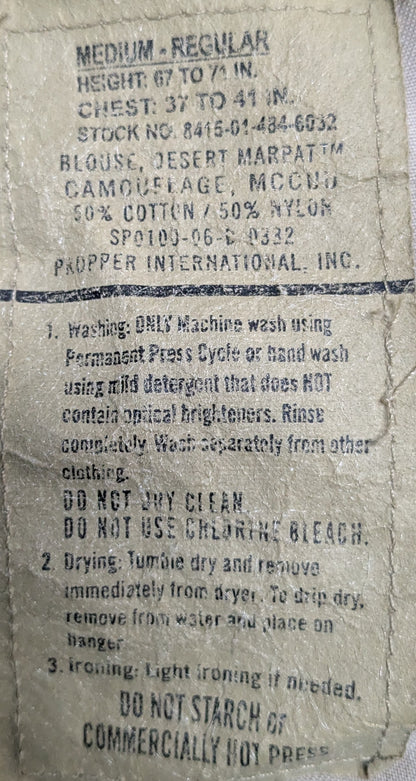 MEDIUM - REGULAR
HEIGHT: 67 TO 71 IN.
CHEST: 37 TO 41 IN.
STOCK NO. 8415-01-484-6032
BLOUSE, DESERT MARPAT™
CAMOUFLAGE, MCCUU
50% COTTON / 50% NYLON
SP0100-06-D-0332
PROPPER INTERNATIONAL, INC.
1. Washing: ONLY Machine wash using
Permanent Press Cycle or hand wash
using mild detergent that does NOT
contain optical brighteners. Rinse
completely. Wash separately from other
clothing.
DO NOT DRY CLEAN.
DO NOT USE CHLORINE BLEACH.
2. Drying: Tumble dry and remove
immediately from dryer. To drip dry,
remove from water and place on
hanger
3. Ironing: Light ironing if needed.
DO NOT STARCH or
COMMERCIALLY HOT PRESS